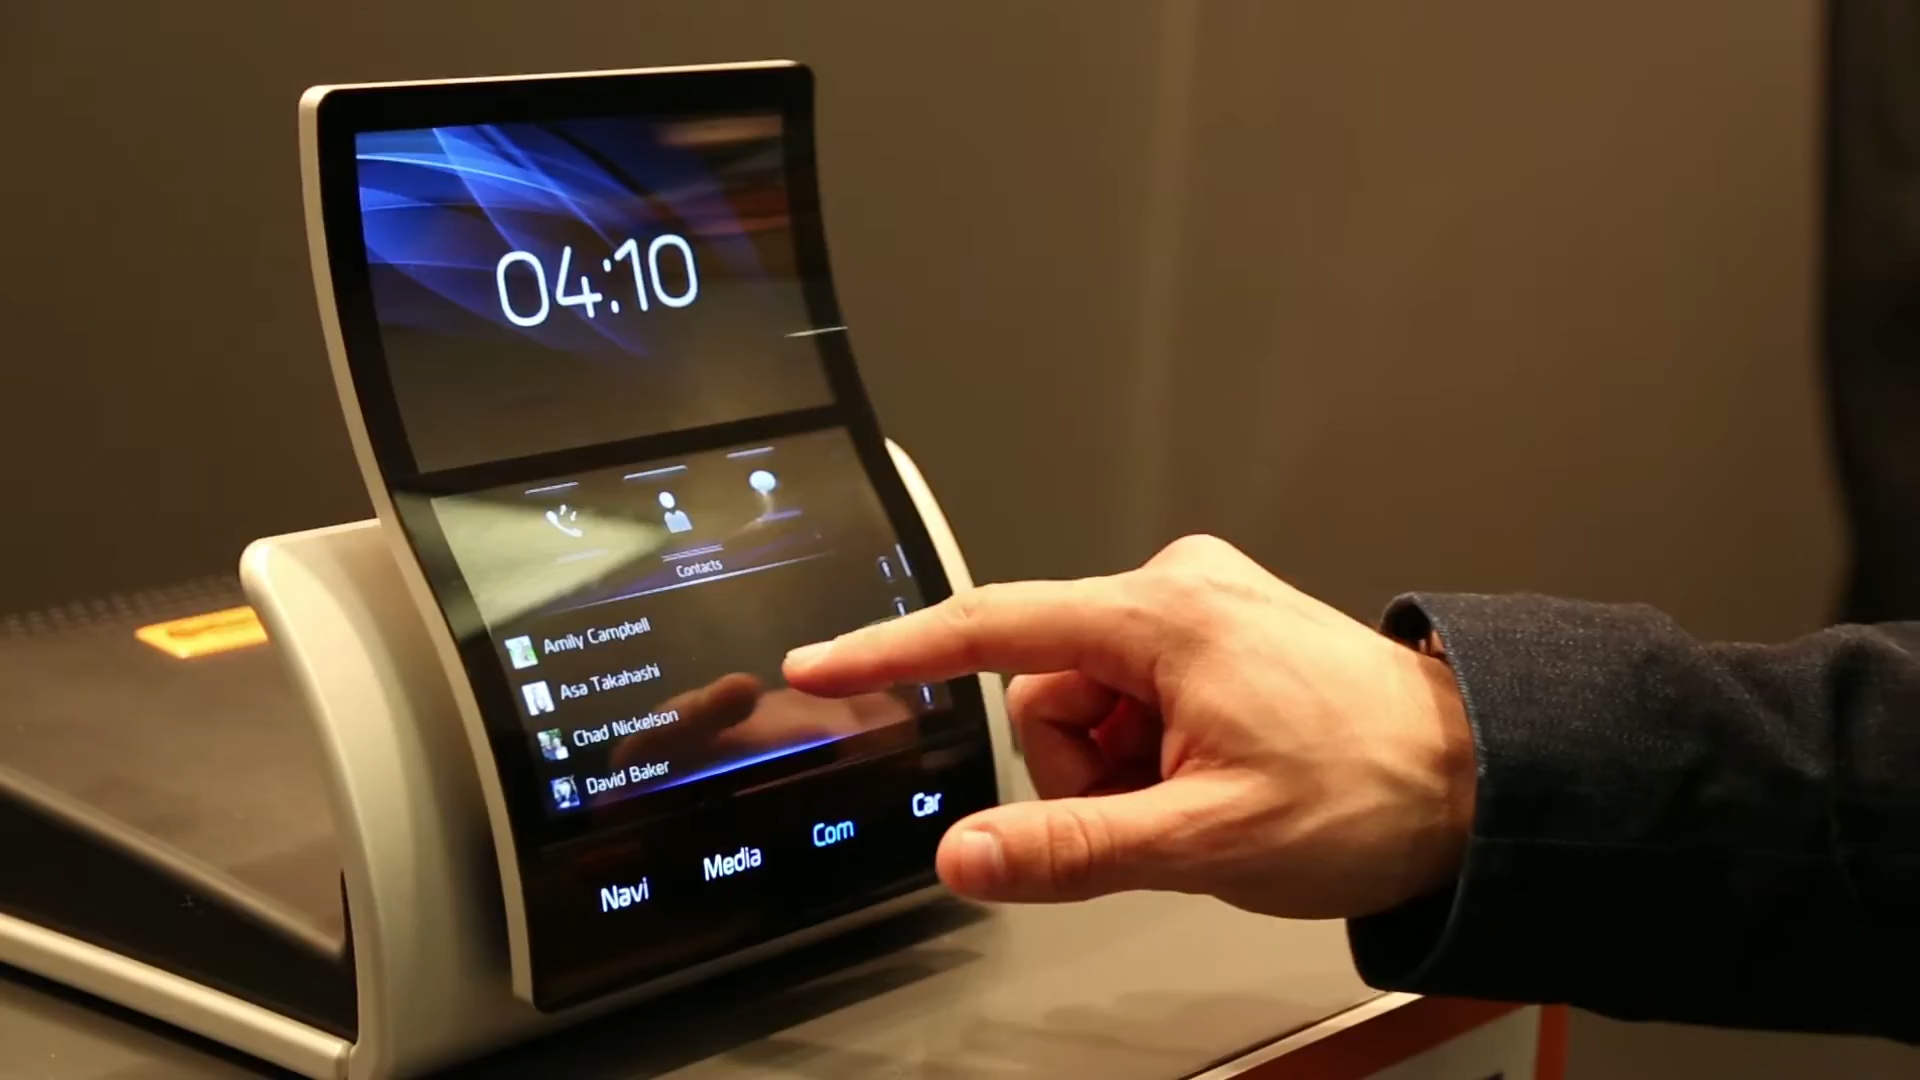 04:10
Contacts
Amily Campbell
Asa Takahashi
Chad Nickelson
David Baker
Navi
Media
Com
Car